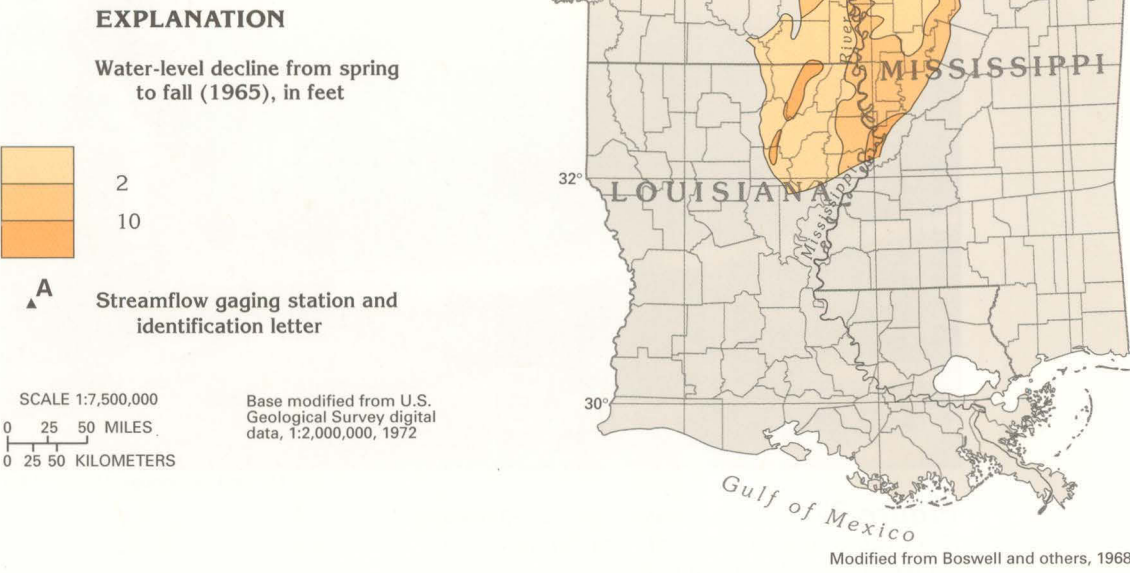 EXPLANATION
Water-level decline from spring
to fall (1965), in feet
2
10
A
Streamflow gaging station and
identification letter
SCALE 1:7,500,000
0 25 50 MILES
0 25 50 KILOMETERS
Base modified from U.S.
Geological Survey digital
data, 1:2,000,000, 1972
River
MISSISSIPPI
32°
LOUISIANA
Mississippi
30°
Gulf of Mexico
Modified from Boswell and others, 1968